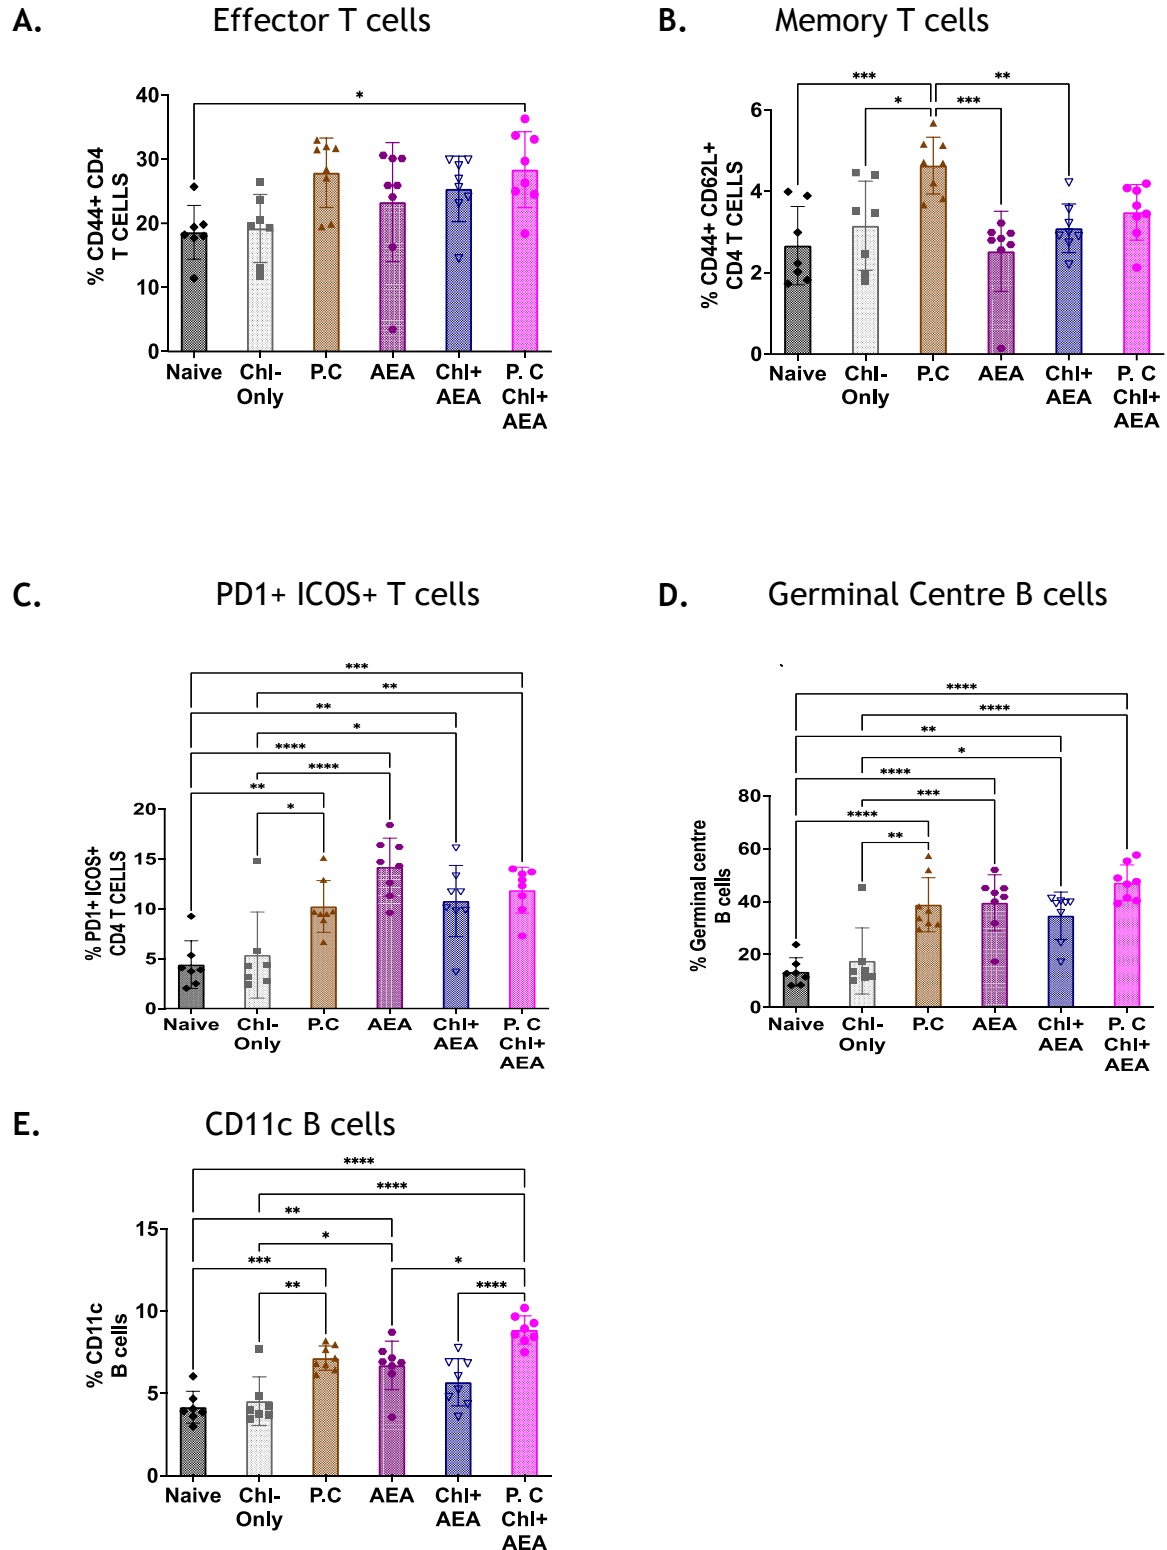 A. Effector T cells
B. Memory T cells
% CD44+ CD4
T CELLS
40
30
20
10
0
*
Naive
Chl-
Only
P.C
AEA
Chl+
AEA
P. C
Chl+
AEA
% CD44+ CD62L+
CD4 T CELLS
6
4
2
0
***
**
*
***
Naive
Chl-
Only
P.C
AEA
Chl+
AEA
P. C
Chl+
AEA
C. PD1+ ICOS+ T cells
D. Germinal Centre B cells
% PD1+ ICOS+
CD4 T CELLS
20
15
10
5
0
***
**
**
*
****
****
**
*
Naive
Chl-
Only
P.C
AEA
Chl+
AEA
P. C
Chl+
AEA
% Germinal centre
B cells
80
60
40
20
0
****
****
**
*
****
***
****
**
Naive
Chl-
Only
P.C
AEA
Chl+
AEA
P. C
Chl+
AEA
E. CD11c B cells
% CD11c
B cells
15
10
5
0
****
****
**
*
***
*
**
****
Naive
Chl-
Only
P.C
AEA
Chl+
AEA
P. C
Chl+
AEA